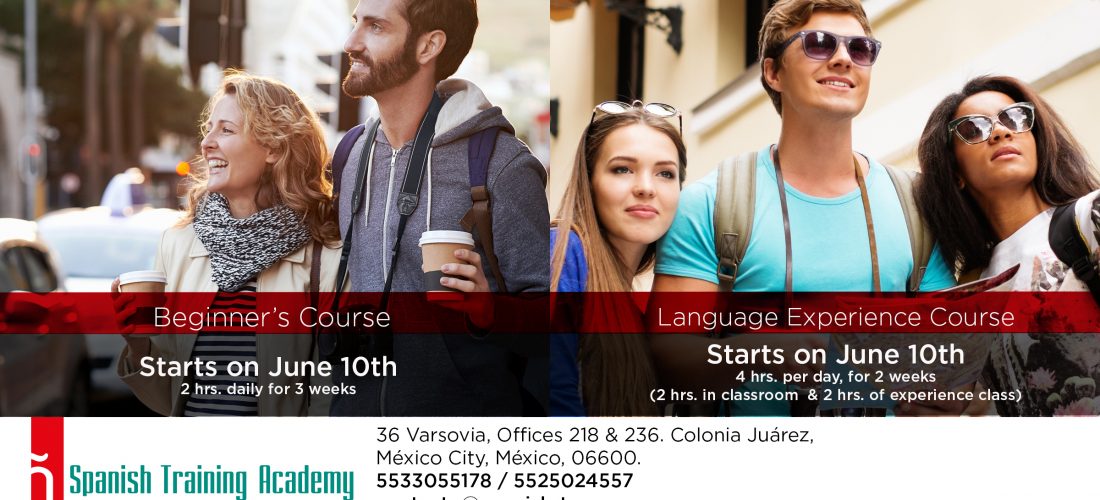 Beginner's Course
Starts on June 10th
2 hrs. daily for 3 weeks
Language Experience Course
Starts on June 10th
4 hrs. per day, for 2 weeks
(2 hrs. in classroom & 2 hrs. of experience class)
ñ
Spanish Training Academy
36 Varsovia, Offices 218 & 236. Colonia Juárez,
México City, México, 06600.
5533055178 / 5525024557